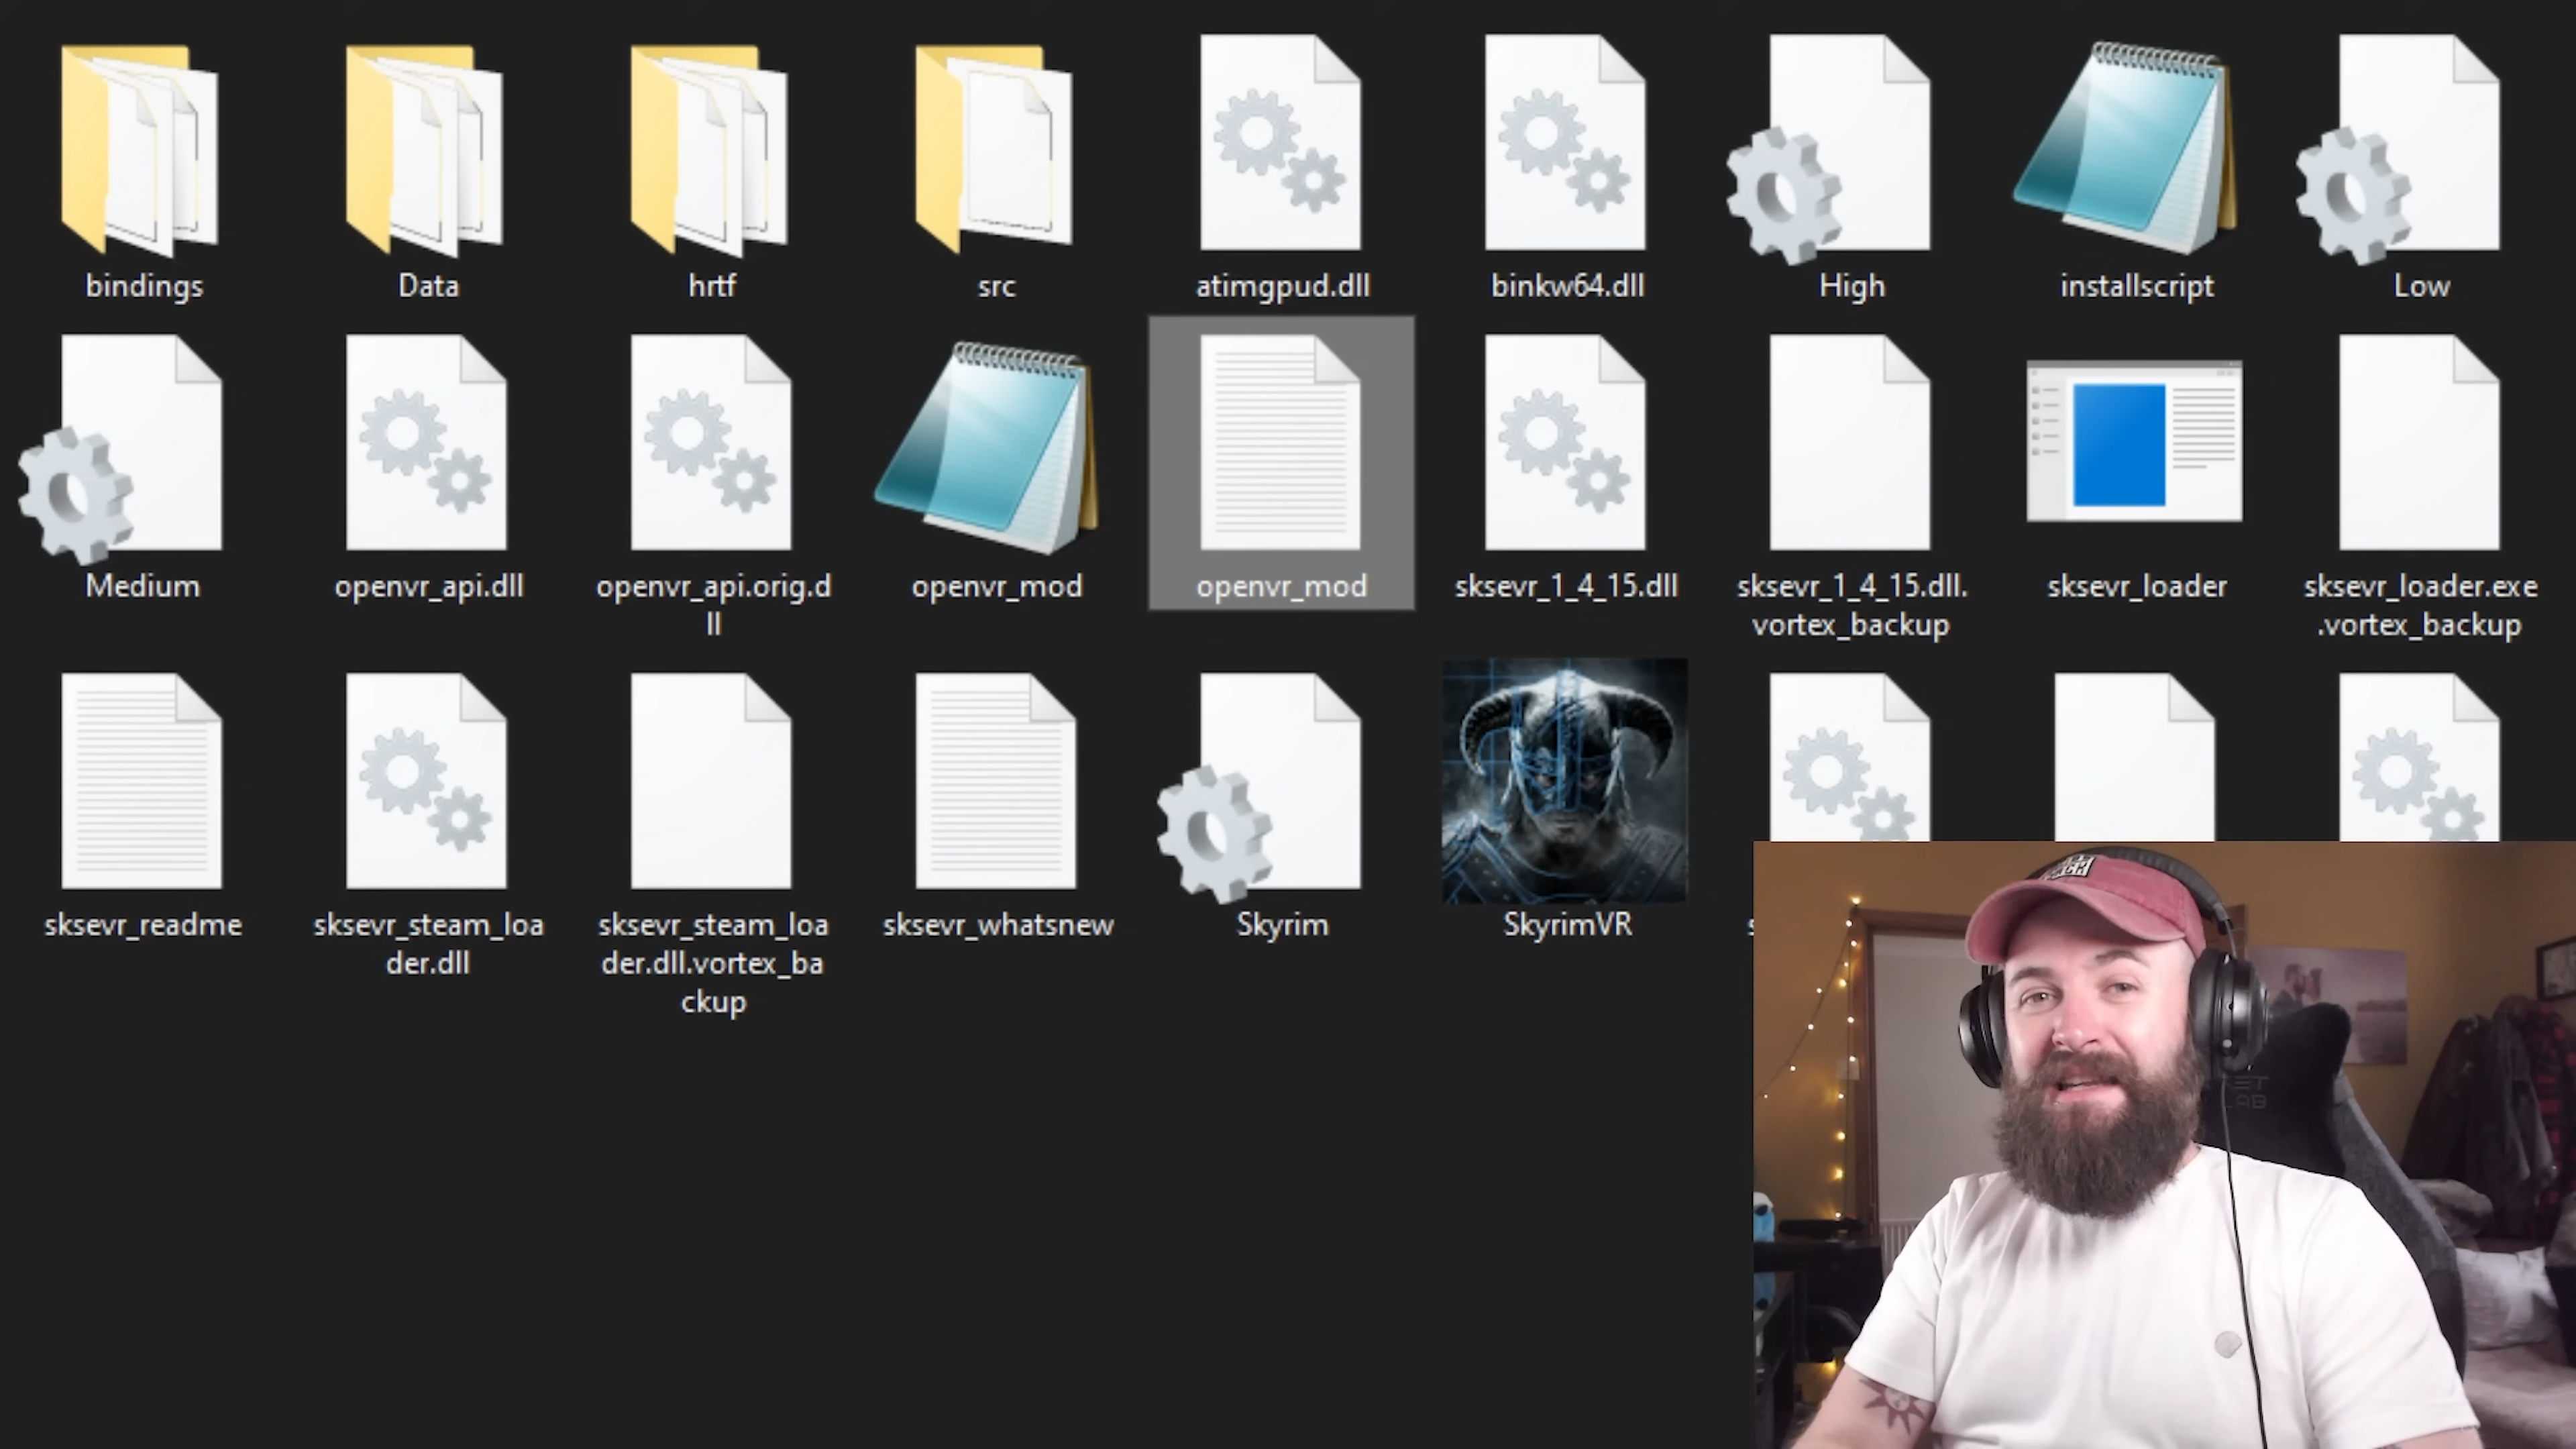 bindings
Data
hrtf
src
atimgpud.dll
binkw64.dll
High
installscript
Low
Medium
openvr_api.dll
openvr_api.orig.d
ll
openvr_mod
openvr_mod
sksevr_1_4_15.dll
sksevr_1_4_15.dll.
vortex_backup
sksevr_loader
sksevr_loader.exe
.vortex_backup
sksevr_readme
sksevr_steam_loa
der.dll
sksevr_steam_loa
der.dll.vortex_ba
ckup
sksevr_whatsnew
Skyrim
SkyrimVR